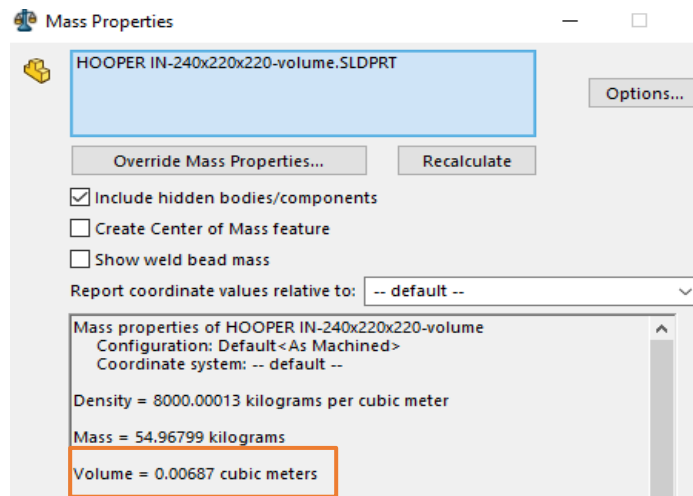 Mass Properties
HOOPER IN-240x220x220-volume.SLDPRT
Options...
Override Mass Properties...
Recalculate
Include hidden bodies/components
Create Center of Mass feature
Show weld bead mass
Report coordinate values relative to:
-- default --
Mass properties of HOOPER IN-240x220x220-volume
Configuration: Default<As Machined>
Coordinate system: -- default --
Density = 8000.00013 kilograms per cubic meter
Mass = 54.96799 kilograms
Volume = 0.00687 cubic meters